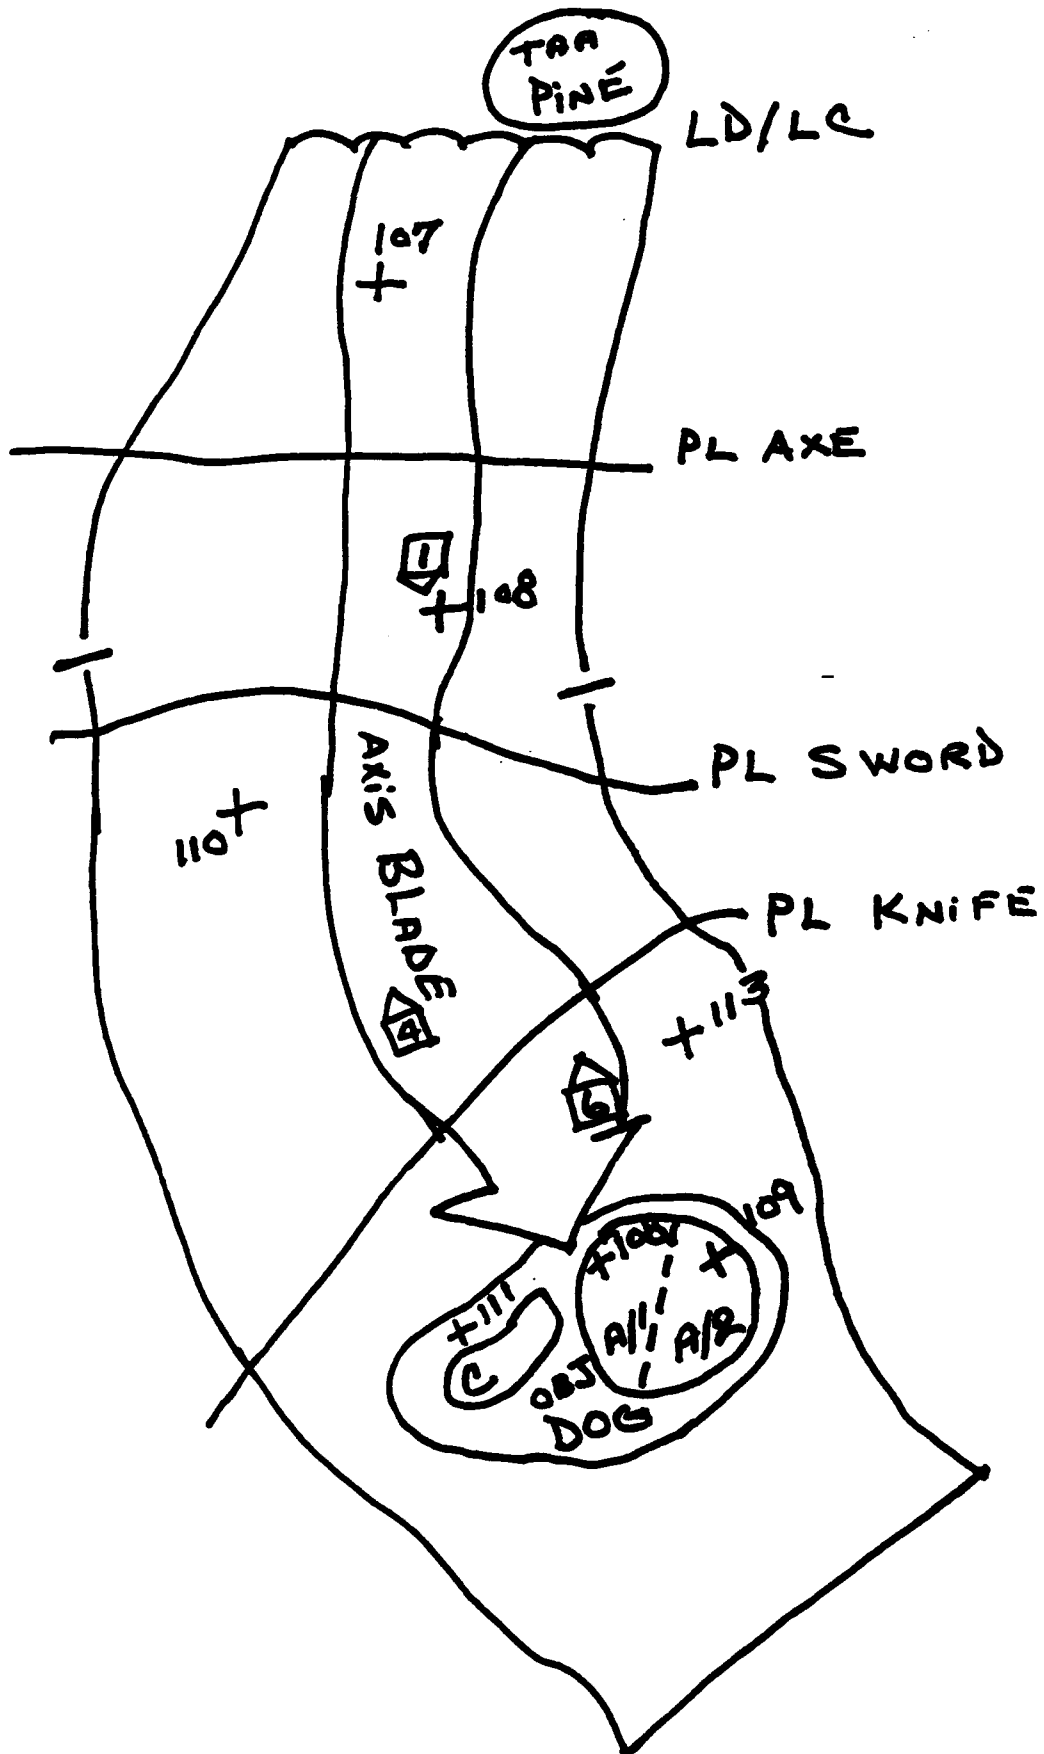 TAA
PINE
LD/LC
107
PL AXE
1
108
PL SWORD
AXIS BLADE
110
PL KNIFE
4
113
6
109
100
111
A/1
A/2
C
OBJ
DOG